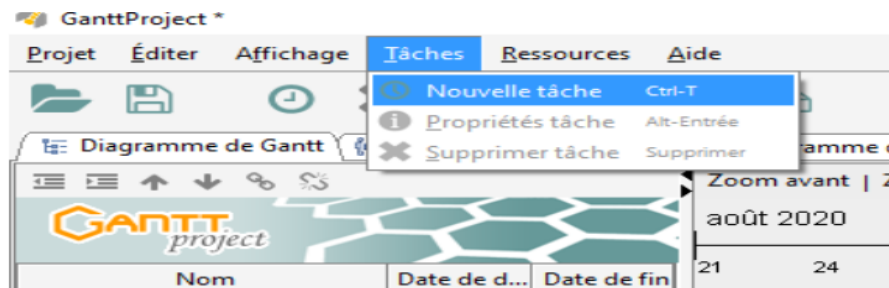 GanttProject *
Projet Éditer Affichage Tâches Ressources Aide
Nouvelle tâche Ctrl-T
Propriétés tâche Alt-Entrée
Supprimer tâche Supprimer
Diagramme de Gantt
Zoom avant |
GANTT
project
août 2020
21 24
Nom Date de d... Date de fin